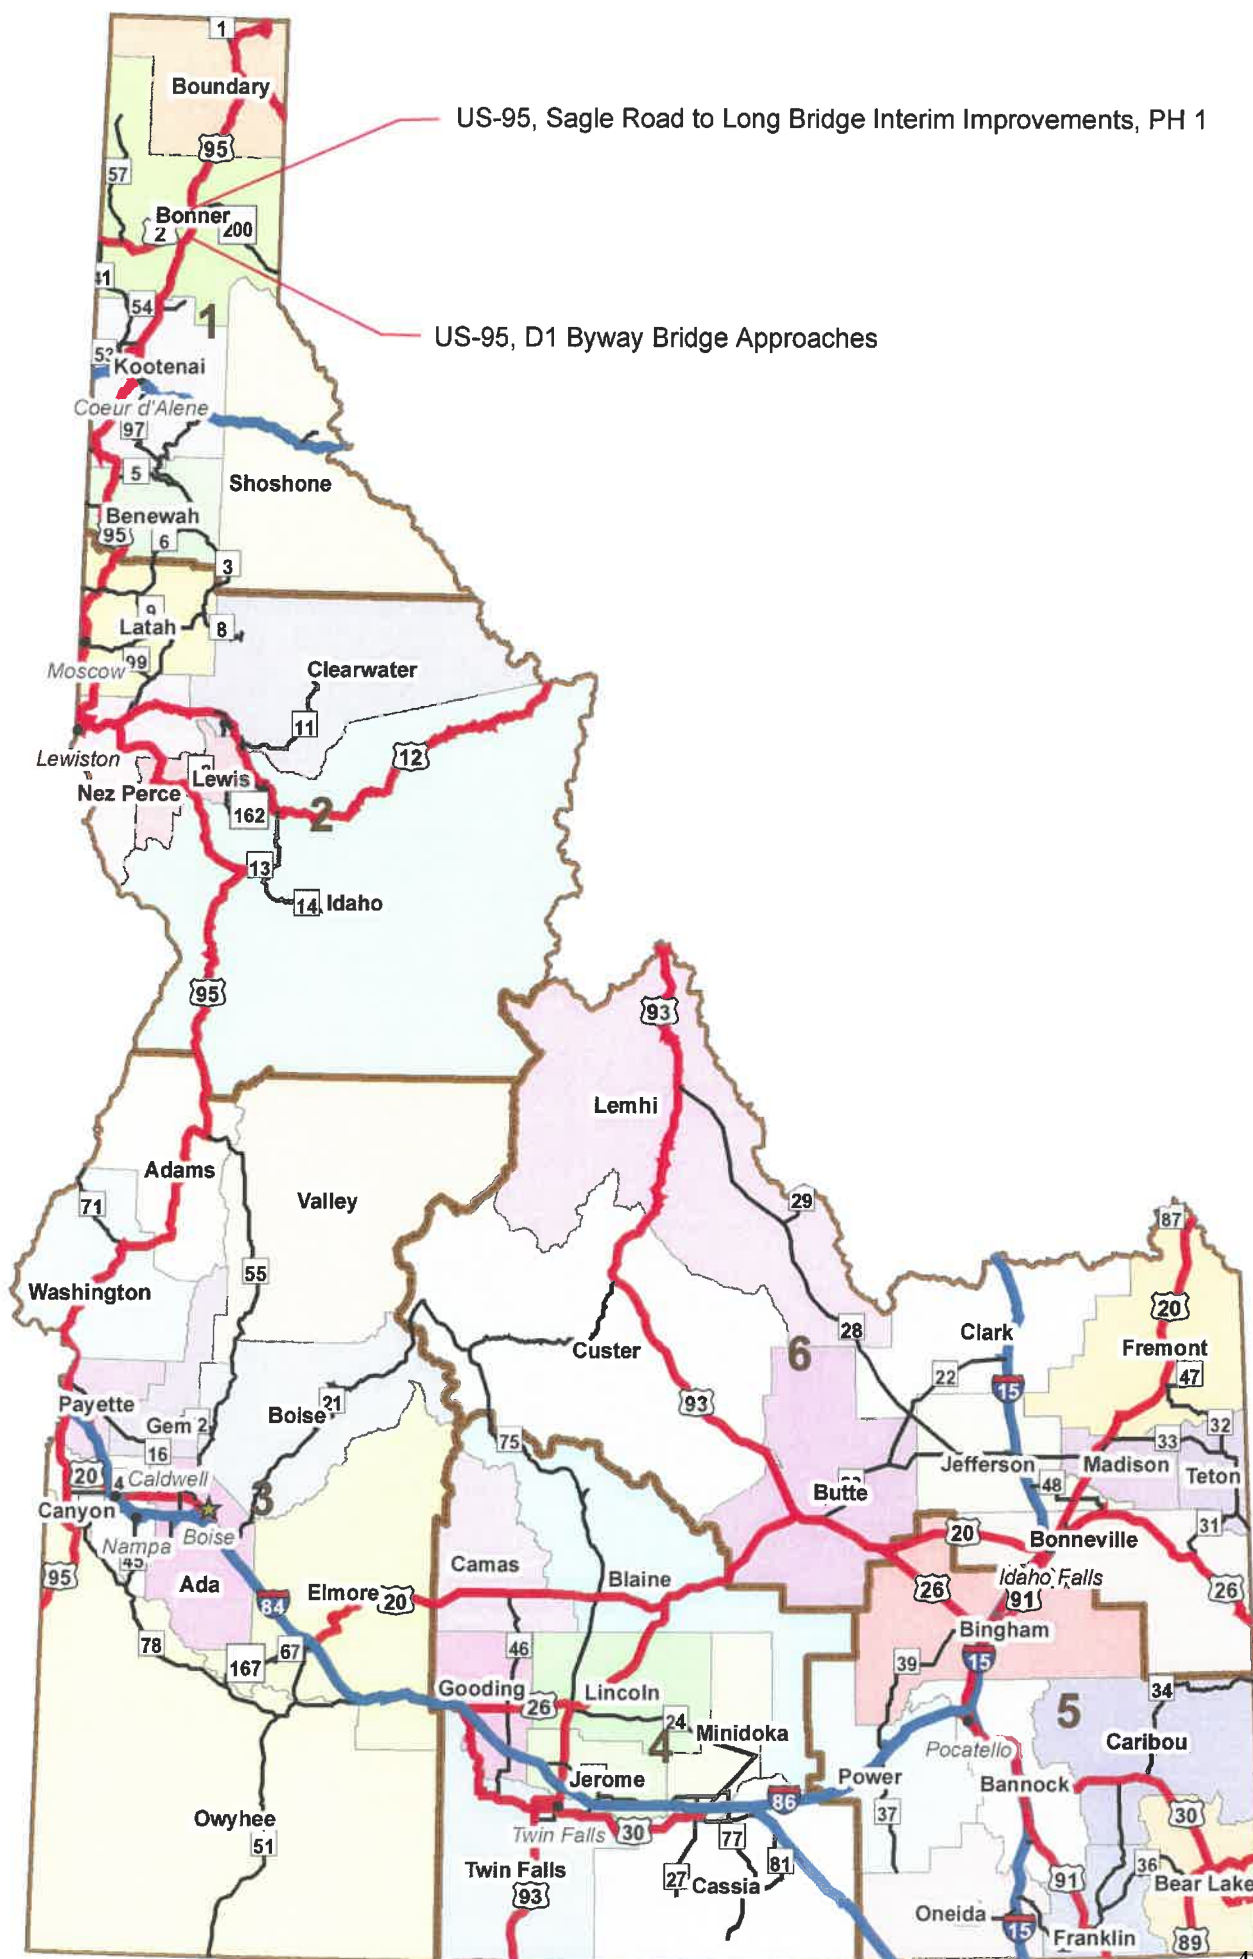 1
Boundary
US-95, Sagle Road to Long Bridge Interim Improvements, PH 1
95
57
Bonner
2
200
41
54
1
US-95, D1 Byway Bridge Approaches
53
Kootenai
Coeur d'Alene
97
5
Shoshone
Benewah
95
6
3
9
Latah
8
Moscow
99
Clearwater
11
12
Lewiston
Lewis
Nez Perce
162
2
13
14
Idaho
95
93
Lemhi
Adams
Valley
71
29
87
55
Washington
20
28
Clark
Custer
6
Fremont
22
47
15
93
Payette
Boise
21
Gem
2
32
75
16
33
20
Caldwell
4
Jefferson
Madison
Teton
48
Butte
3
Canyon
31
Nampa
Boise
20
Bonneville
45
Camas
Blaine
Idaho Falls
95
Ada
Elmore
20
26
91
26
84
Bingham
78
67
46
39
15
167
Gooding
26
Lincoln
34
24
5
4
Minidoka
Pocatello
Caribou
Jerome
86
Power
Bannock
37
30
Owyhee
51
Twin Falls
30
77
81
36
Twin Falls
27
Cassia
91
Bear Lake
93
Oneida
15
Franklin
89
4